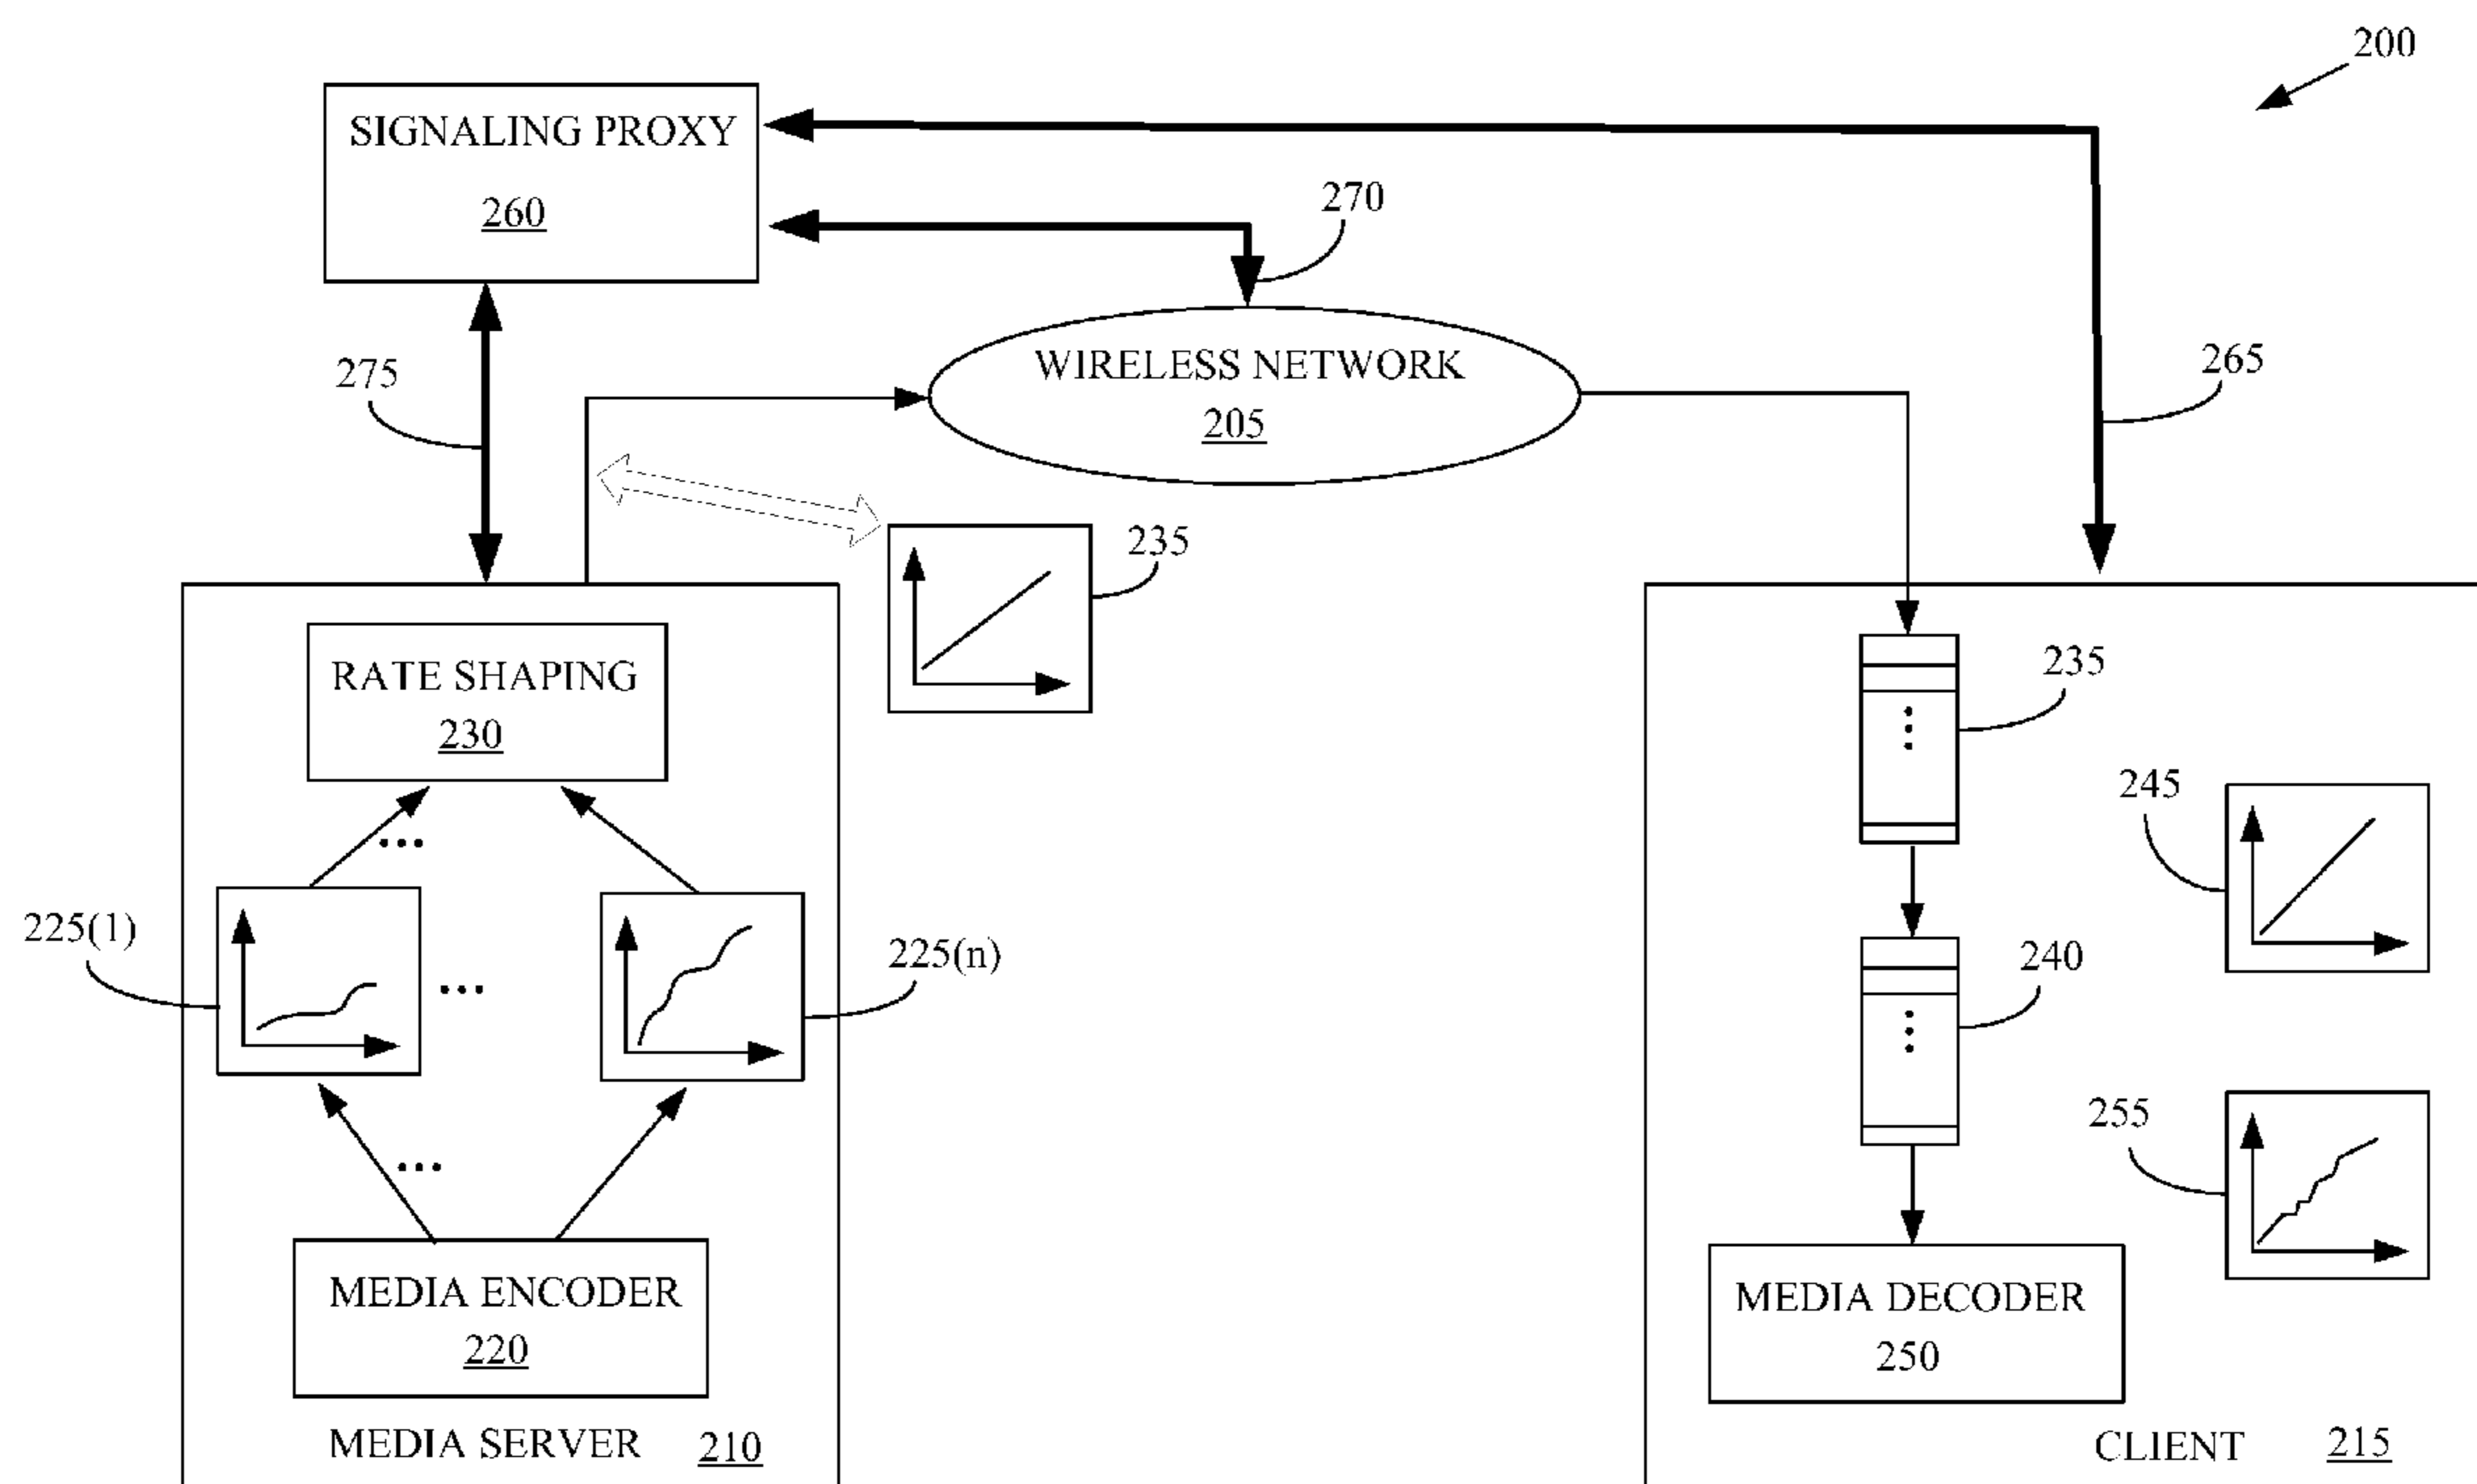 200
SIGNALING PROXY
260
270
WIRELESS NETWORK
205
275
265
235
RATE SHAPING
230
235
245
225(1)
...
225(n)
240
...
255
MEDIA ENCODER
220
MEDIA DECODER
250
MEDIA SERVER 210
CLIENT 215